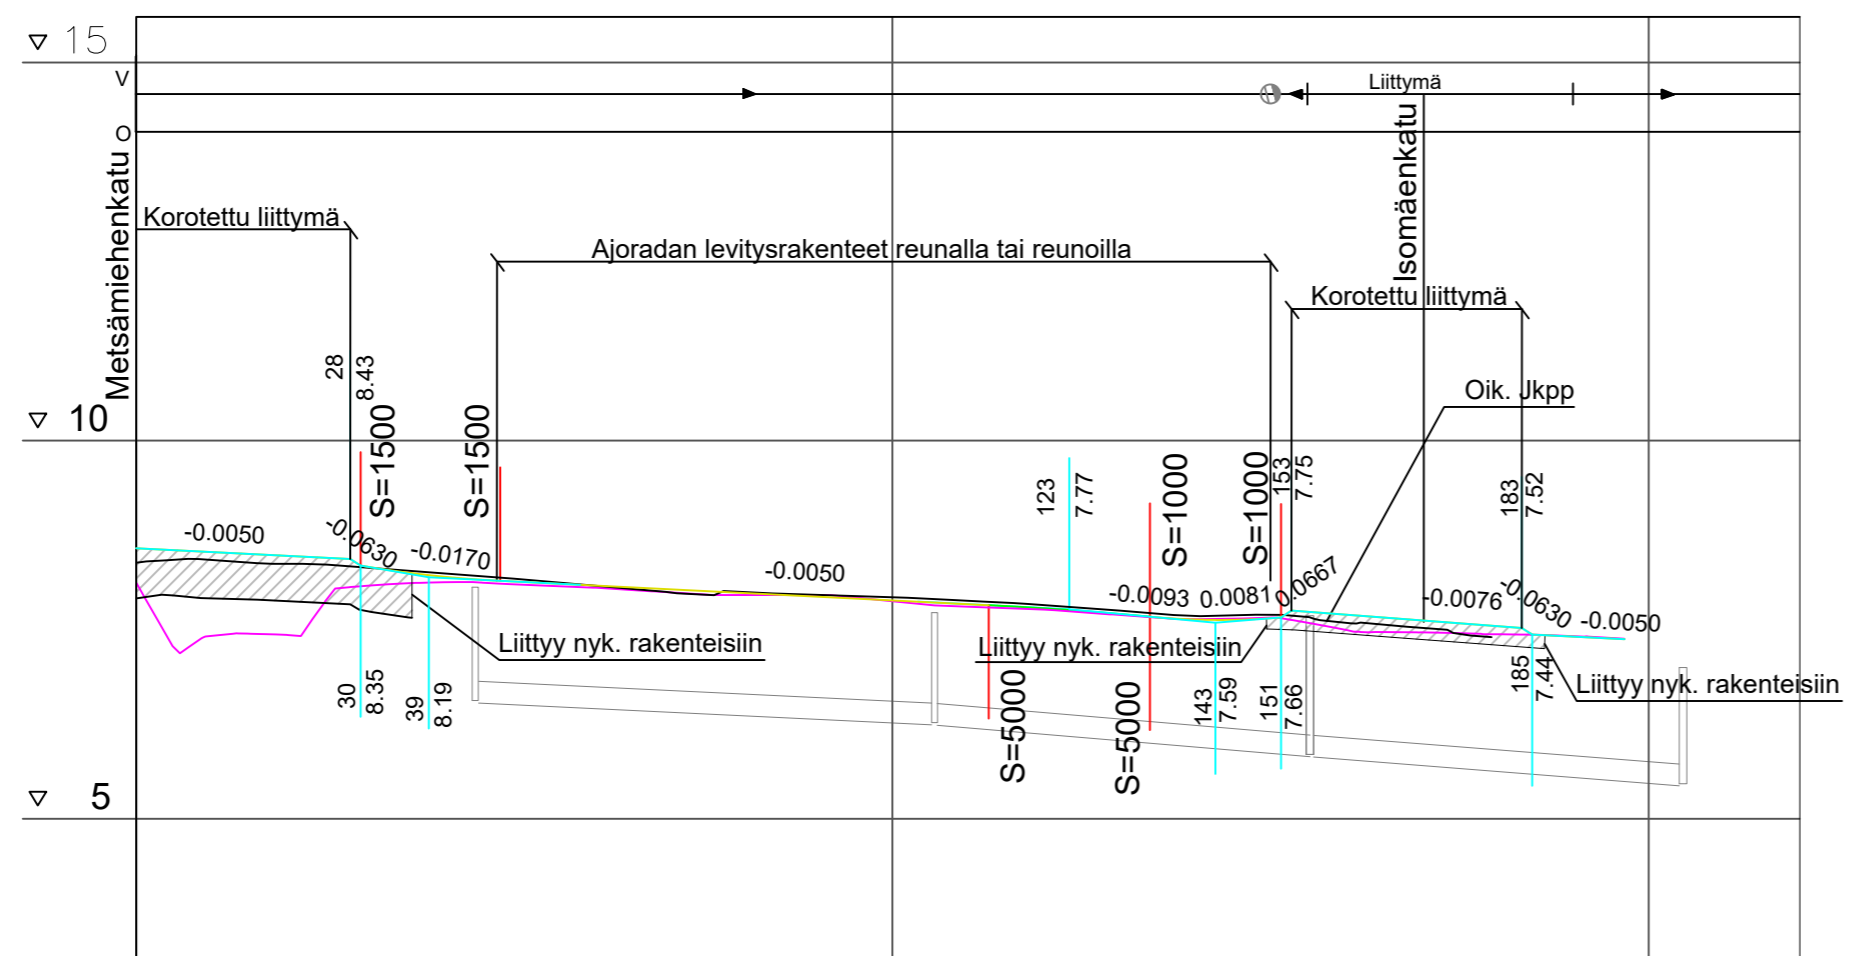 15
V
Liittymä
O
Metsämiehenkatu
Isomäenkatu
Korotettu liittymä
Ajoradan levitysrakenteet reunalla tai reunoilla
Korotettu liittymä
28
8.43
Oik. Jkpp
10
S=1500
S=1500
123
7.77
S=1000
S=1000
153
7.75
183
7.52
-0.0050
-0.0630
-0.0170
-0.0050
-0.0093
0.0081
0.0667
-0.0076
-0.0630
-0.0050
Liittyy nyk. rakenteisiin
Liittyy nyk. rakenteisiin
Liittyy nyk. rakenteisiin
30
8.35
39
8.19
S=5000
S=5000
143
7.59
151
7.66
185
7.44
5